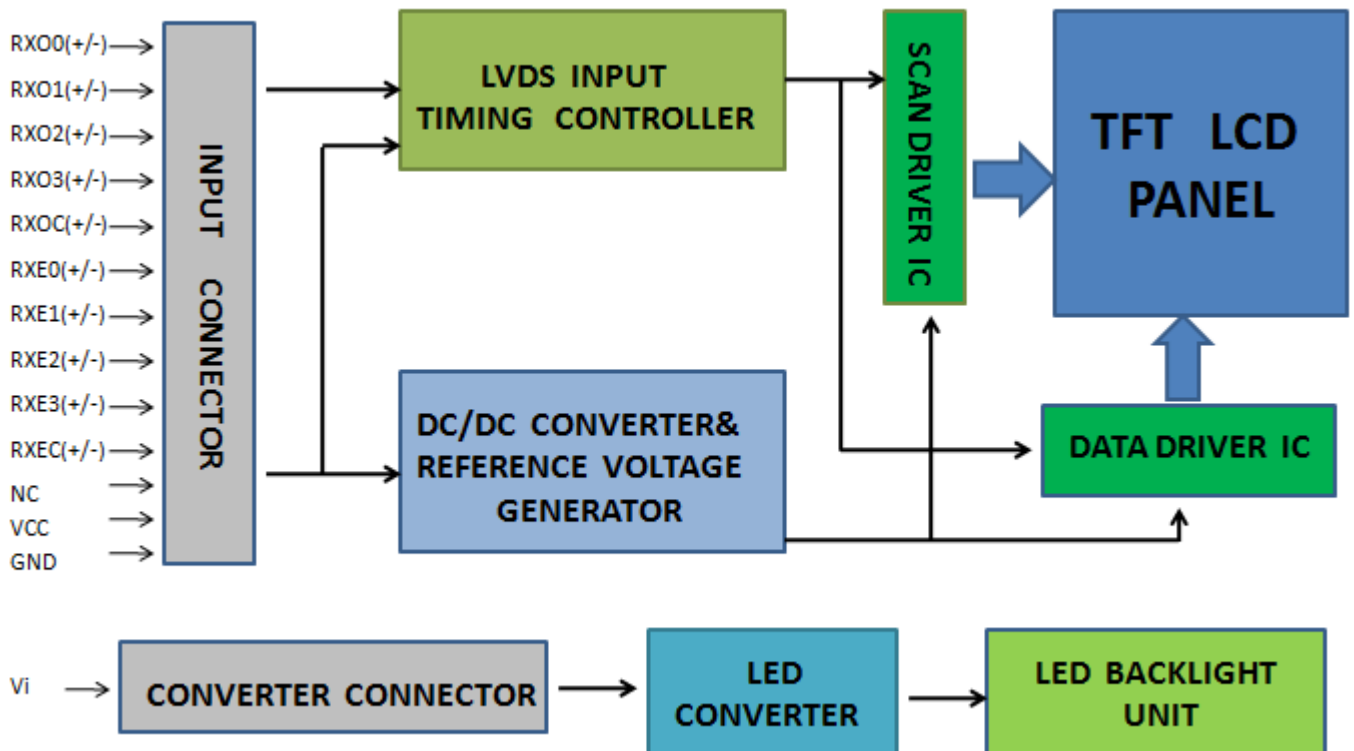 RXO0(+/-)
RXO1(+/-)
RXO2(+/-)
RXO3(+/-)
RXOC(+/-)
RXE0(+/-)
RXE1(+/-)
RXE2(+/-)
RXE3(+/-)
RXEC(+/-)
NC
VCC
GND
INPUT CONNECTOR
LVDS INPUT
TIMING CONTROLLER
DC/DC CONVERTER&
REFERENCE VOLTAGE
GENERATOR
SCAN DRIVER IC
TFT LCD
PANEL
DATA DRIVER IC
Vi
CONVERTER CONNECTOR
LED
CONVERTER
LED BACKLIGHT
UNIT